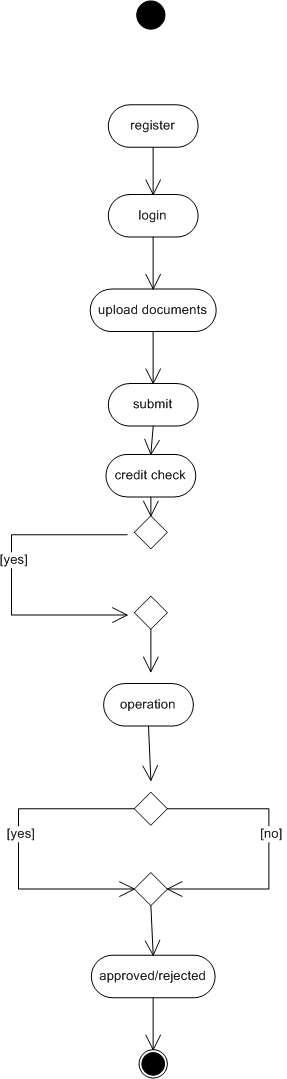 register
login
upload documents
submit
credit check
[yes]
operation
[yes]
[no]
approved/rejected